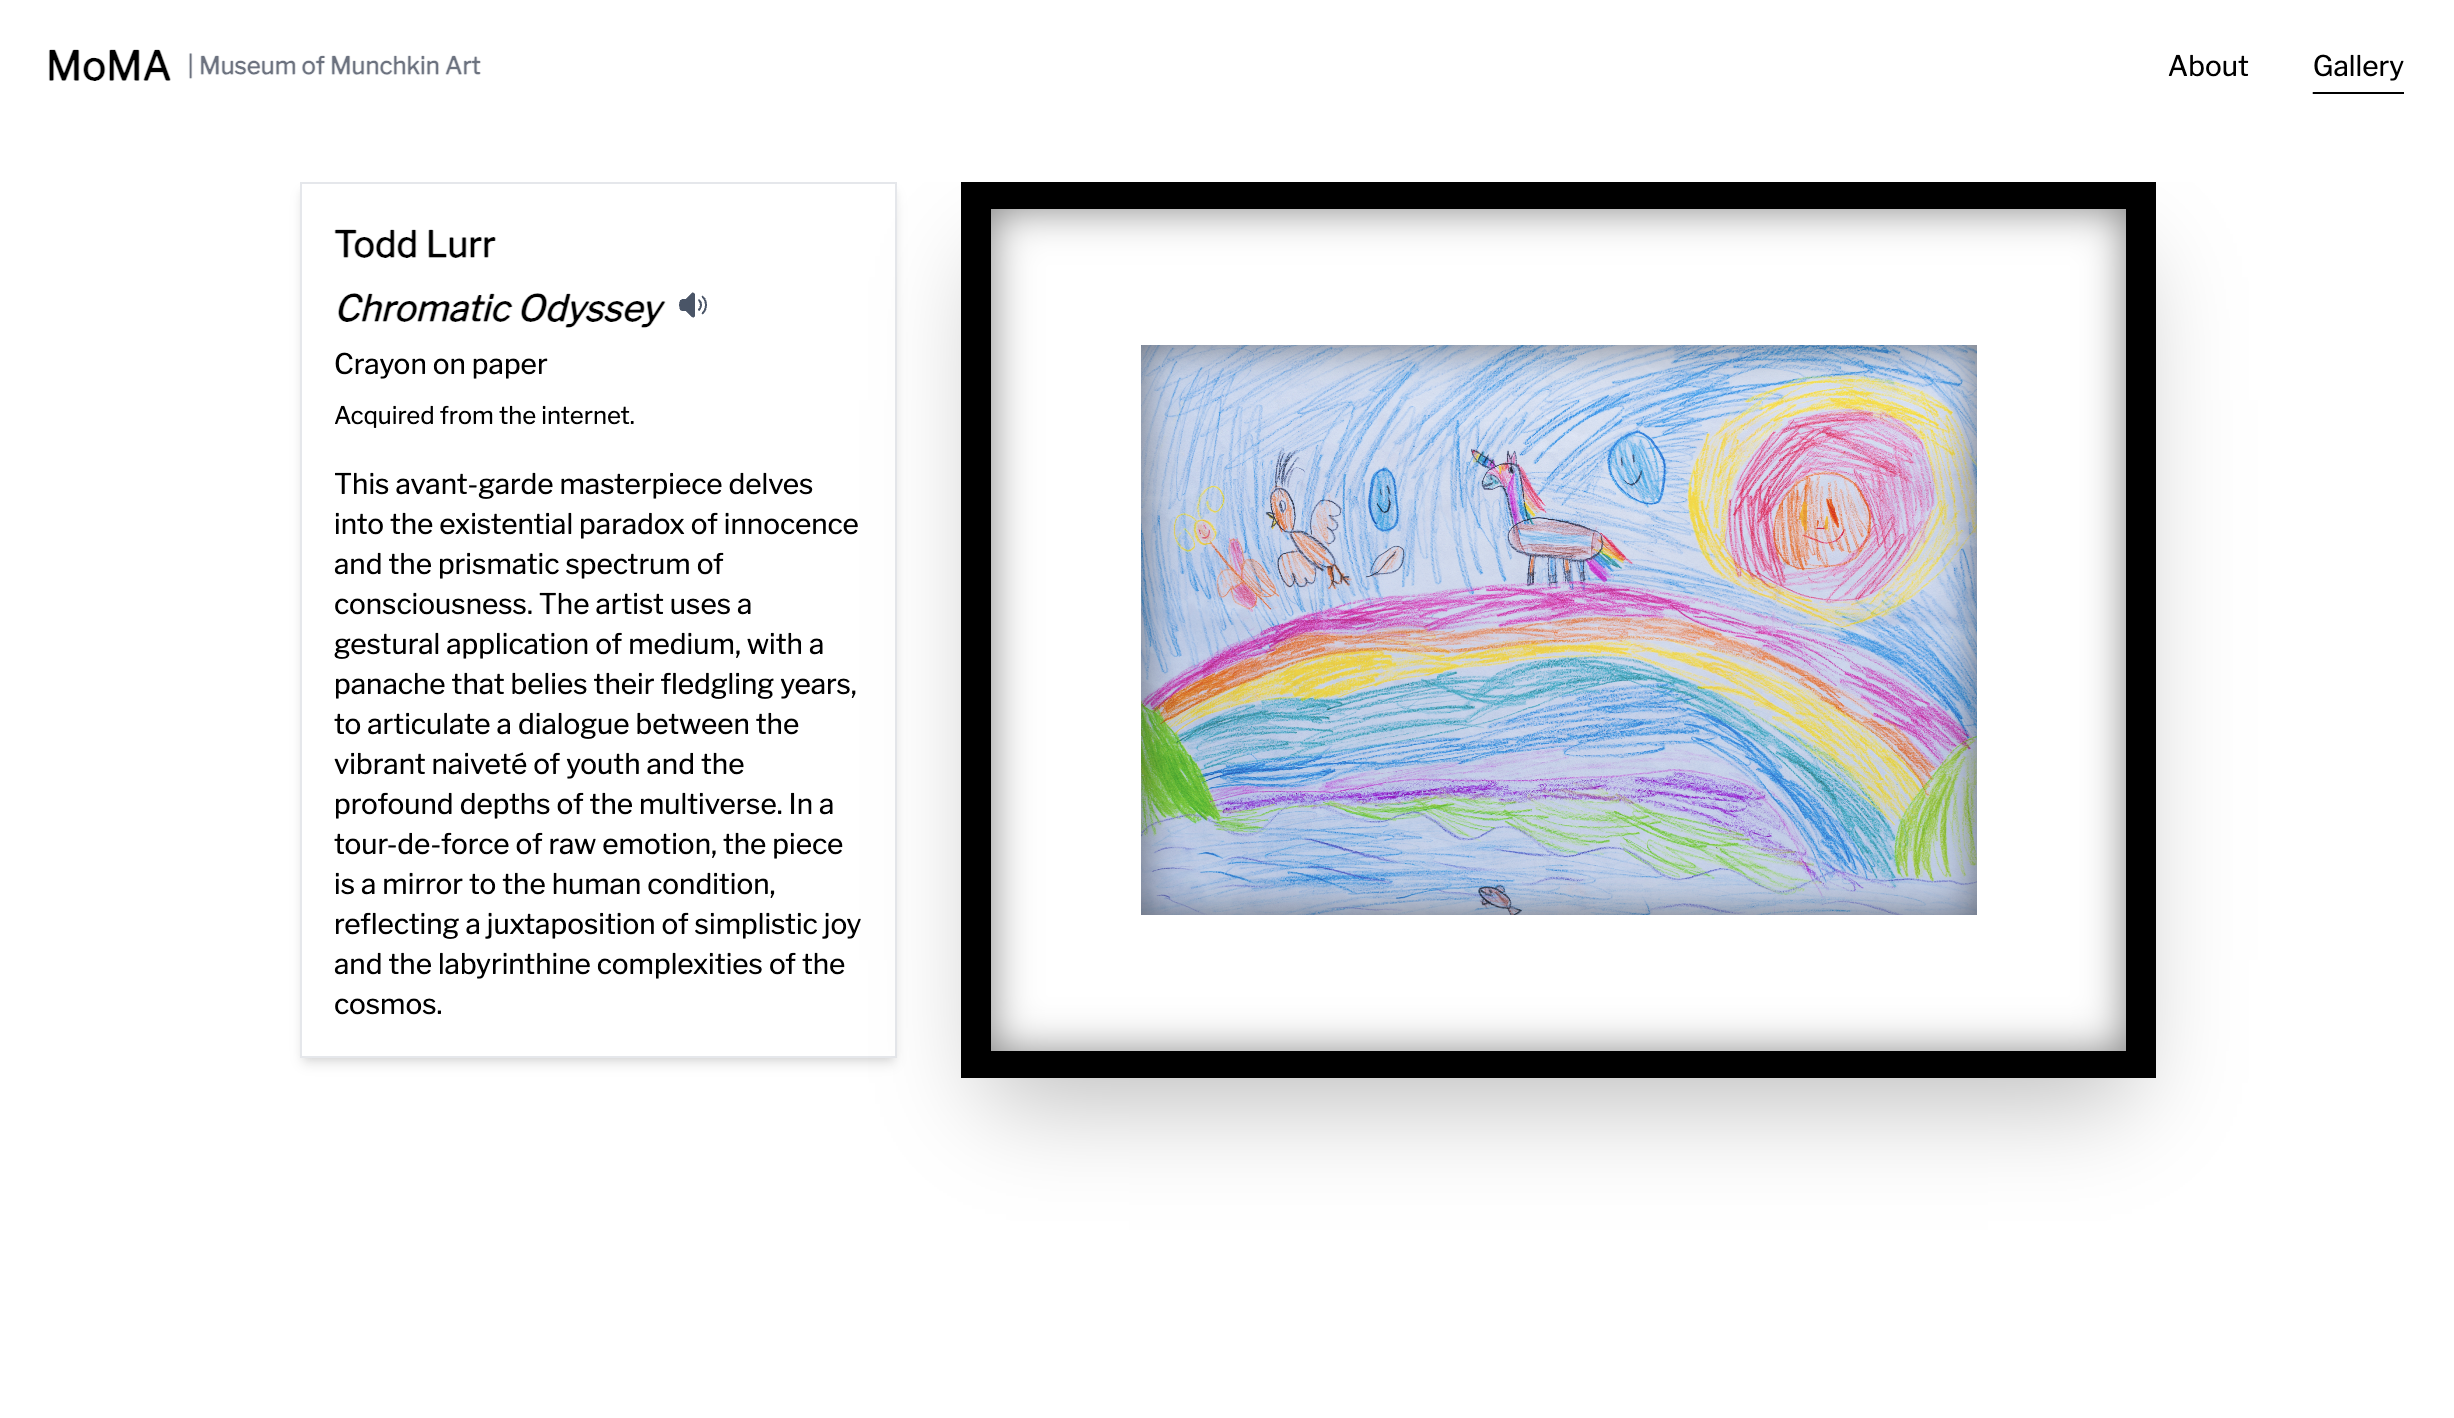 MoMA | Museum of Munchkin Art
About
Gallery
Todd Lurr
Chromatic Odyssey
Crayon on paper
Acquired from the internet.
This avant-garde masterpiece delves
into the existential paradox of innocence
and the prismatic spectrum of
consciousness. The artist uses a
gestural application of medium, with a
panache that belies their fledgling years,
to articulate a dialogue between the
vibrant naiveté of youth and the
profound depths of the multiverse. In a
tour-de-force of raw emotion, the piece
is a mirror to the human condition,
reflecting a juxtaposition of simplistic joy
and the labyrinthine complexities of the
cosmos.